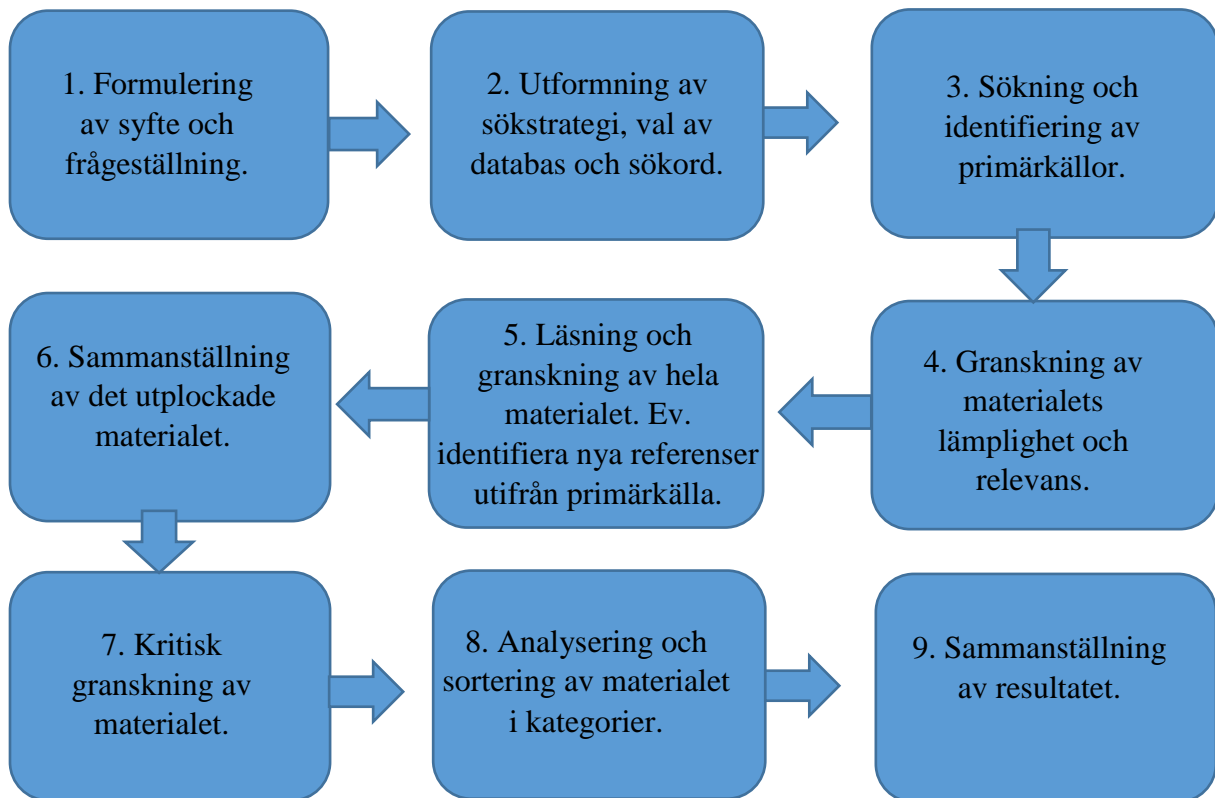 1. Formulering
av syfte och
frågeställning.
2. Utformning av
sökstrategi, val av
databas och sökord.
3. Sökning och
identifiering av
primärkällor.
4. Granskning av
materialets
lämplighet och
relevans.
5. Läsning och
granskning av hela
materialet. Ev.
identifiera nya referenser
utifrån primärkälla.
6. Sammanställning
av det utplockade
materialet.
7. Kritisk
granskning av
materialet.
8. Analysering och
sortering av materialet
i kategorier.
9. Sammanställning
av resultatet.